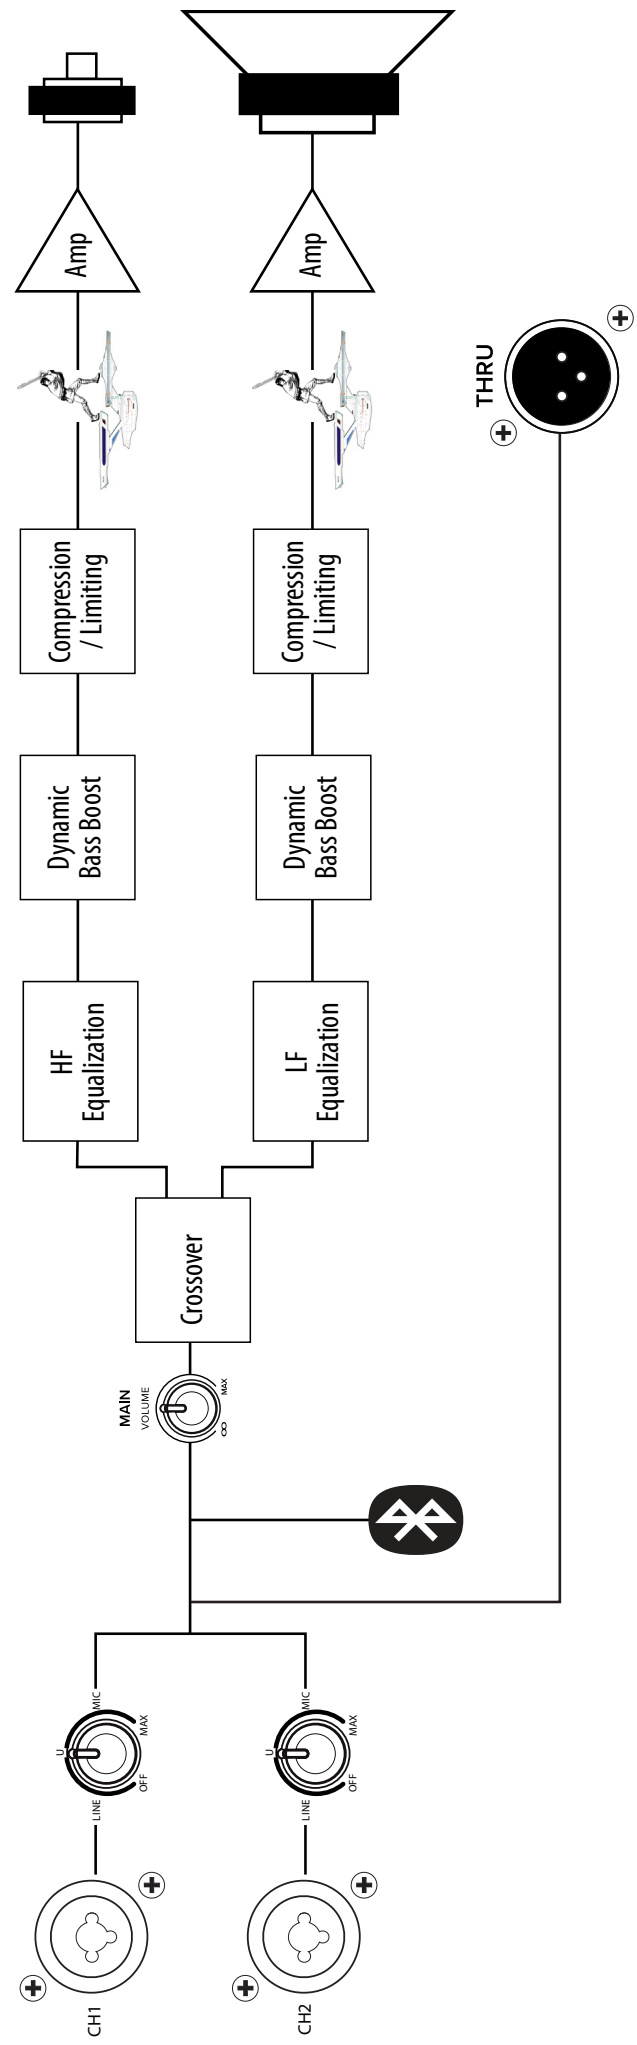 Amp
Amp
THRU
Compression
/ Limiting
Compression
/ Limiting
Dynamic
Bass Boost
Dynamic
Bass Boost
HF
Equalization
LF
Equalization
Crossover
MAIN
VOLUME
∞
MAX
LINE
U
MIC
OFF
MAX
LINE
U
MIC
OFF
MAX
CH1
CH2